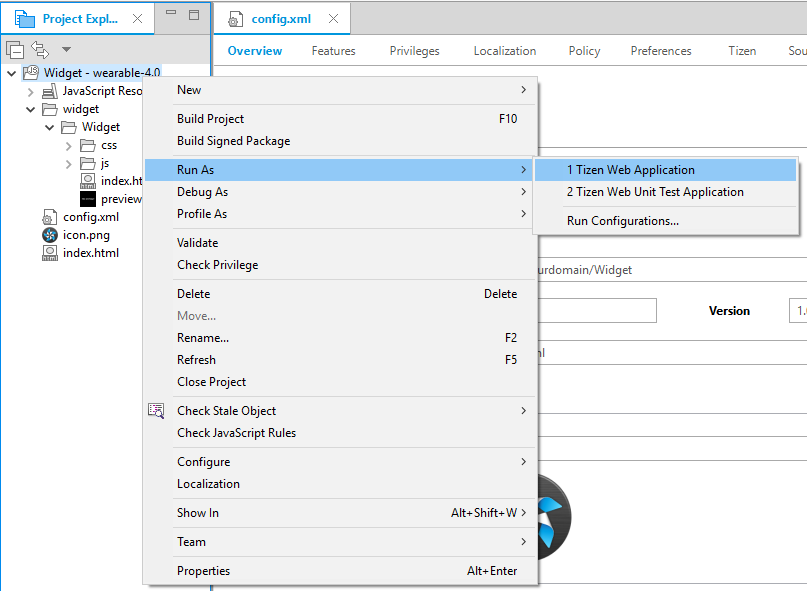 Project Expl...
config.xml
Overview Features Privileges Localization Policy Preferences Tizen Sou
Widget - wearable-4.0
JavaScript Reso
widget
Widget
css
js
index.ht
preview
config.xml
icon.png
index.html
New
Build Project F10
Build Signed Package
Run As
Debug As
Profile As
Validate
Check Privilege
Delete Delete
Move...
Rename... F2
Refresh F5
Close Project
Check Stale Object
Check JavaScript Rules
Configure
Localization
Show In Alt+Shift+W
Team
Properties Alt+Enter
1 Tizen Web Application
2 Tizen Web Unit Test Application
Run Configurations...
urdomain/Widget
Version 1.
ml